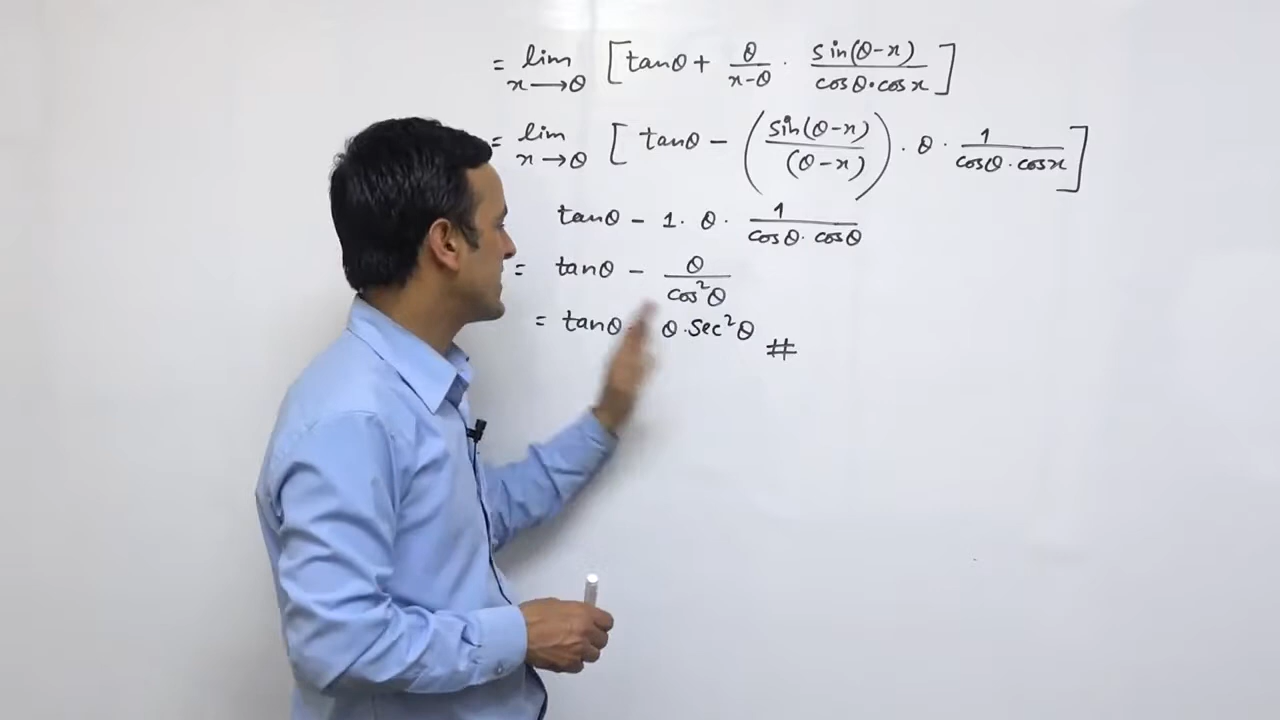 = lim x→θ [tanθ + θ/(x-θ) · sin(θ-x)/(cosθ·cosx)]
= lim x→θ [tanθ - (sin(θ-x)/(θ-x)) · θ · 1/(cosθ·cosx)]
tanθ - 1 · θ · 1/(cosθ·cosθ)
= tanθ - θ/cos²θ
= tanθ - θ·sec²θ #